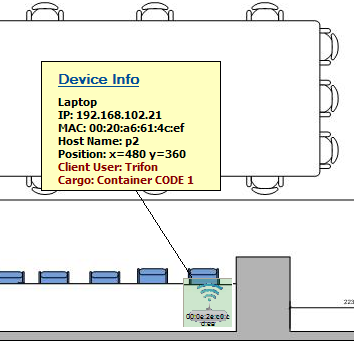 Device Info
Laptop
IP: 192.168.102.21
MAC: 00:20:a6:61:4c:ef
Host Name: p2
Position: x=480 y=360
Client User: Trifon
Cargo: Container CODE 1
223